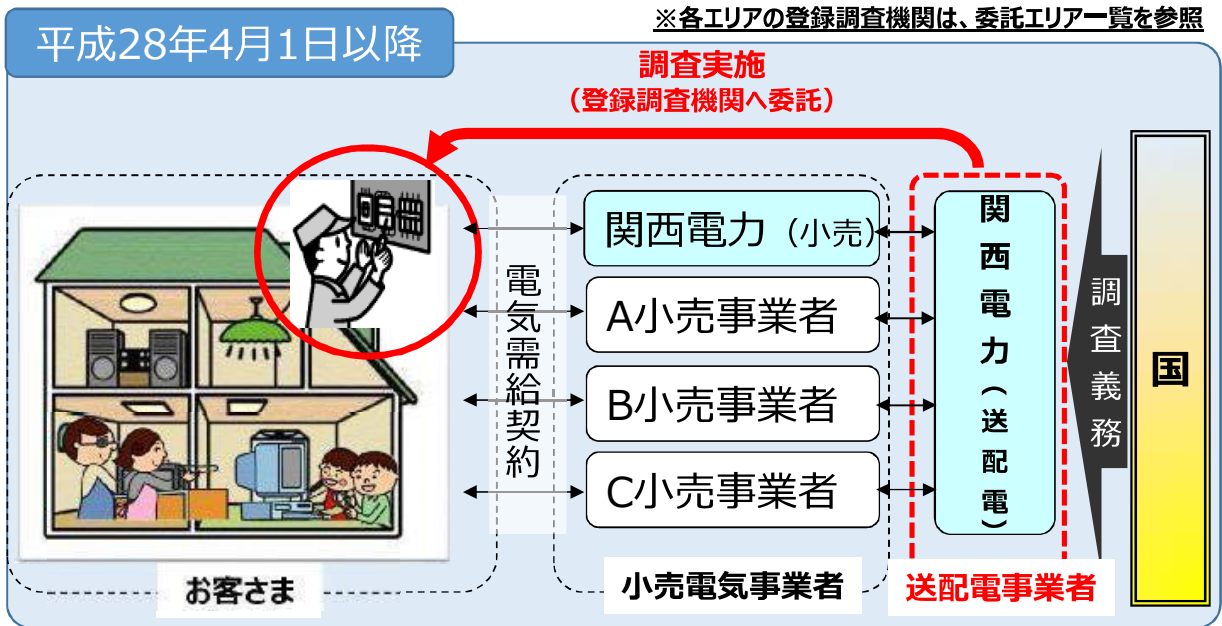 ※各エリアの登録調査機関は、委託エリア一覧を参照
平成28年4月1日以降
調査実施
（登録調査機関へ委託）
電気需給契約
関西電力（小売）
A小売事業者
B小売事業者
C小売事業者
関西電力（送配電）
調査義務
国
お客さま
小売電気事業者
送配電事業者